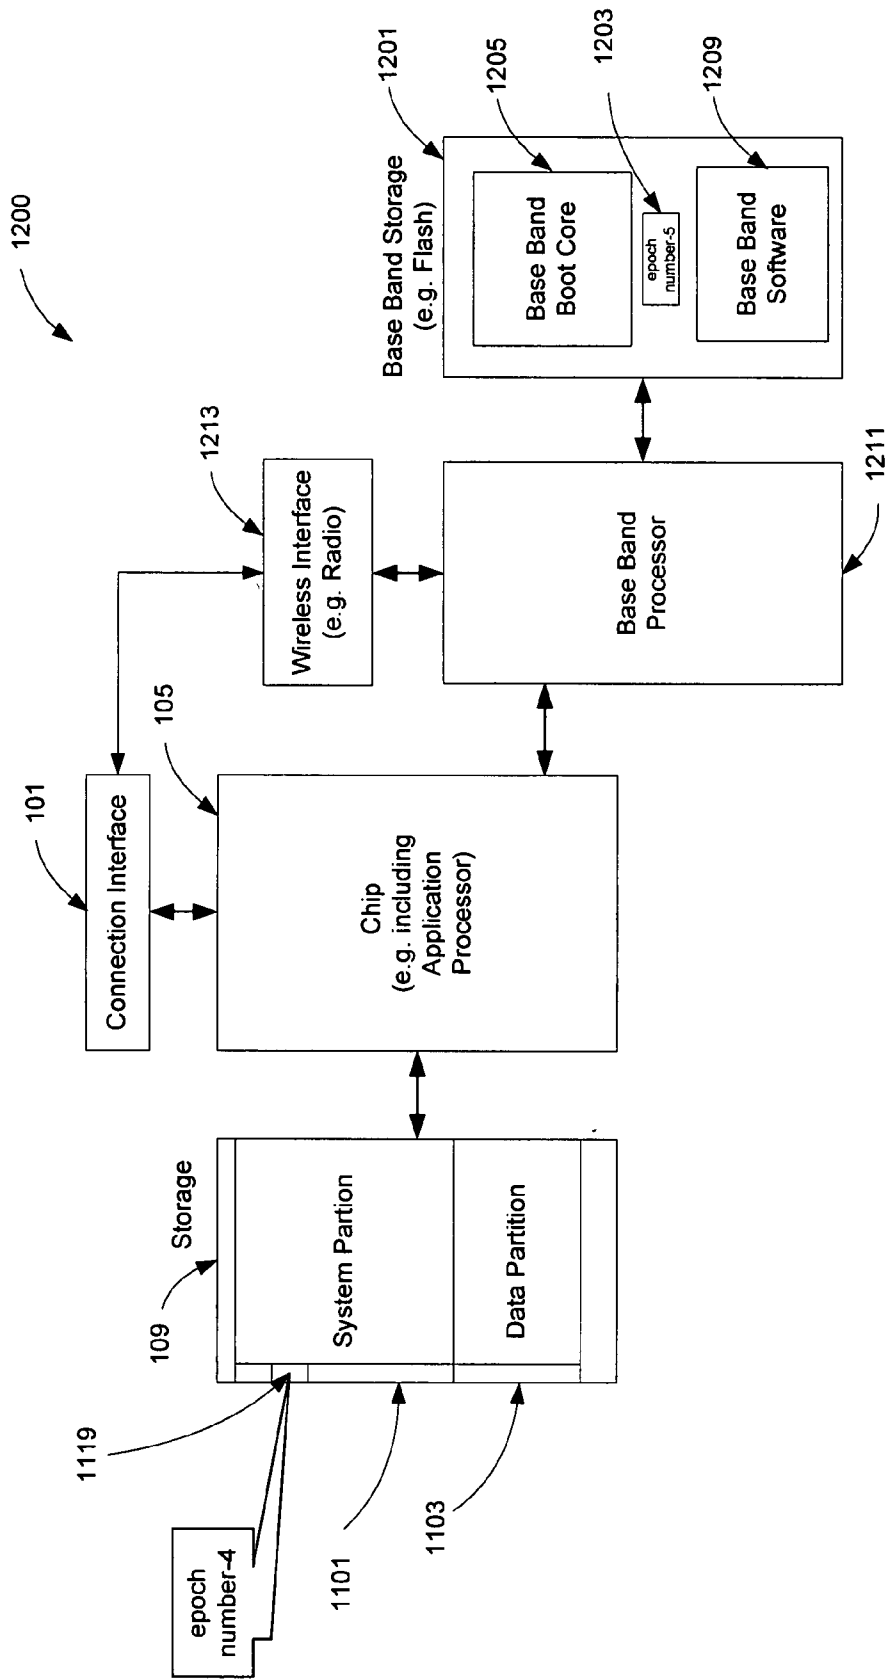 1200
101
Connection Interface
105
Chip
(e.g. including
Application
Processor)
1213
Wireless Interface
(e.g. Radio)
Base Band
Processor
1211
Base Band Storage
(e.g. Flash)
1201
Base Band
Boot Core
1205
epoch
number-5
1203
Base Band
Software
1209
109
Storage
System Partion
Data Partition
1119
epoch
number-4
1101
1103